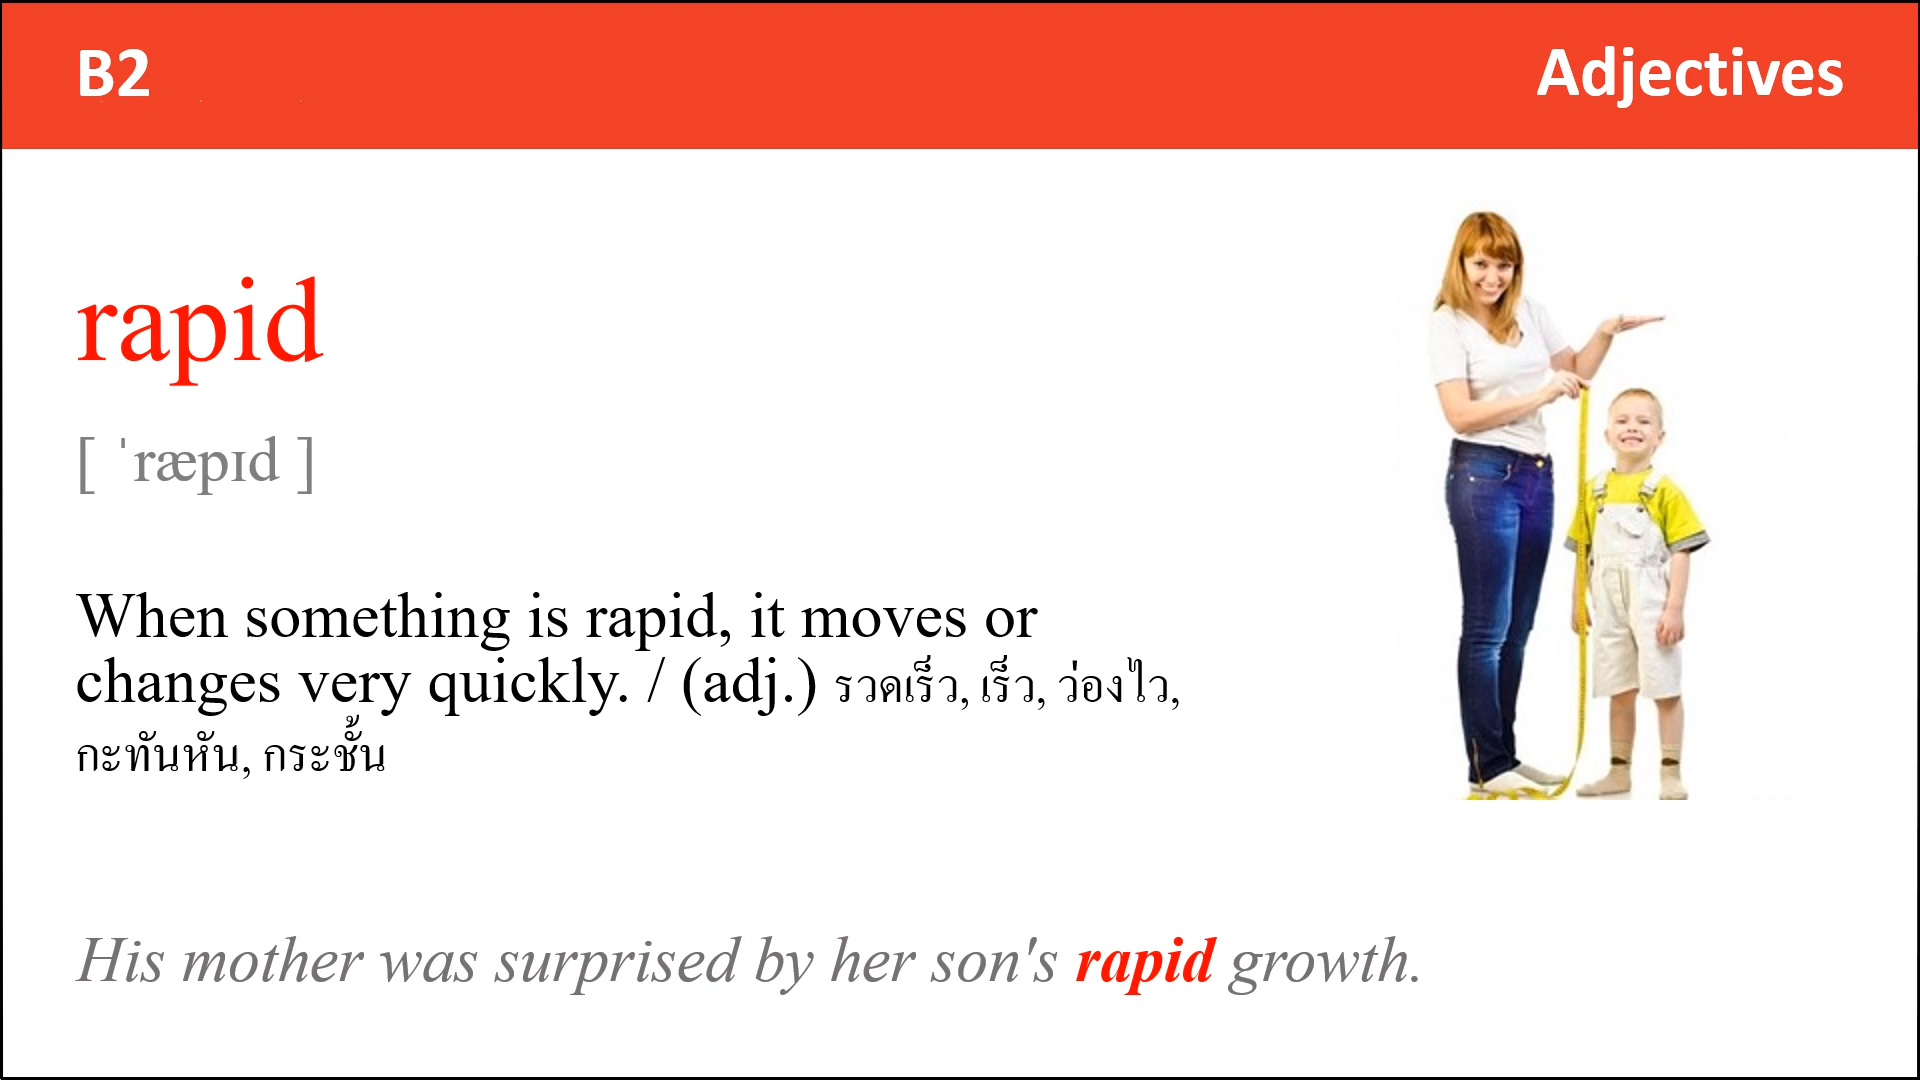 B2 Adjectives
rapid
[ ˈræpɪd ]
When something is rapid, it moves or
changes very quickly. / (adj.) รวดเร็ว, เร็ว, ว่องไว,
กะทันหัน, กระชั้น
His mother was surprised by her son's rapid growth.